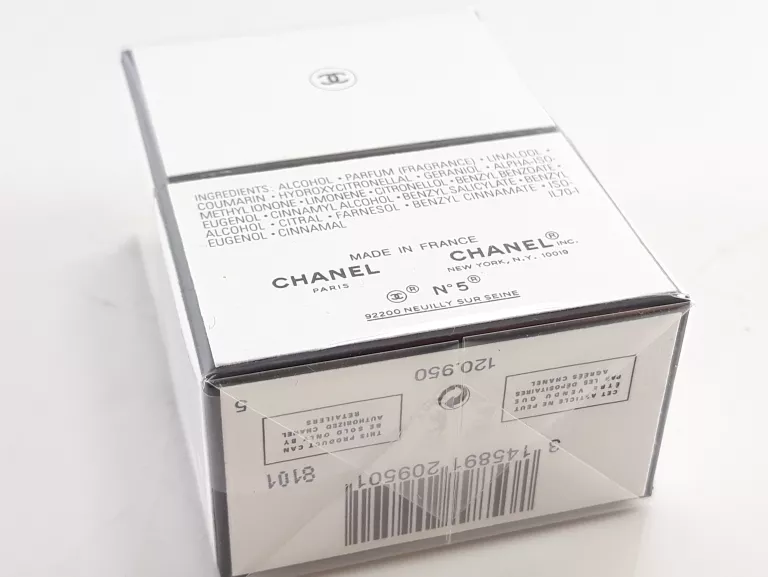 INGREDIENTS: ALCOHOL • PARFUM (FRAGRANCE) • LINALOOL •
COUMARIN • HYDROXYCITRONELLAL • GERANIOL • ALPHA-ISO-
METHYL IONONE • LIMONENE • CITRONELLOL • BENZYL BENZOATE •
EUGENOL • CINNAMYL ALCOHOL • BENZYL SALICYLATE • BENZYL
ALCOHOL • CITRAL • FARNESOL • BENZYL CINNAMATE • ISO-
EUGENOL • CINNAMAL
IL70-I
MADE IN FRANCE
CHANEL
PARIS
CHANEL® INC.
NEW YORK, N.Y. 10019
® N°5®
92200 NEUILLY SUR SEINE
120.950
5
THIS PRODUCT CAN
BE SOLD ONLY BY
AUTHORIZED CHANEL
RETAILERS
CET ARTICLE NE PEUT
ÊTRE VENDU QUE
PAR LES DÉPOSITAIRES
AGRÉÉS CHANEL
8101
3 145891 209501